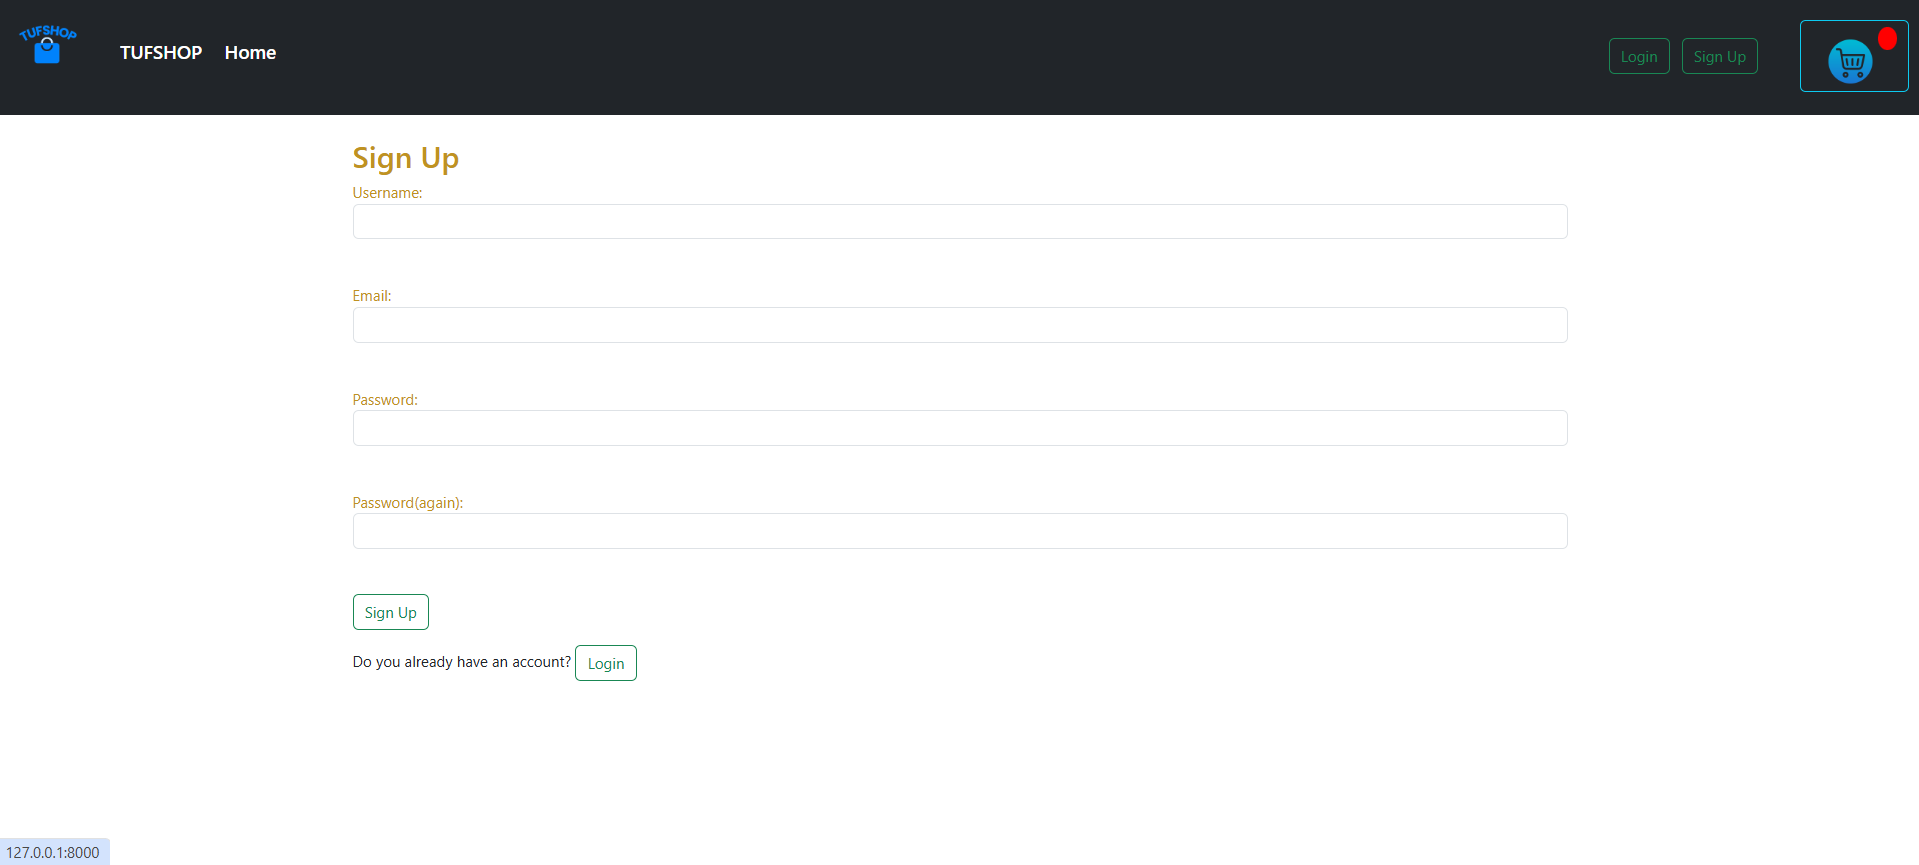 TUFSHOP
TUFSHOP Home
Login Sign Up
Sign Up
Username:
Email:
Password:
Password(again):
Sign Up
Do you already have an account? Login
127.0.0.1:8000